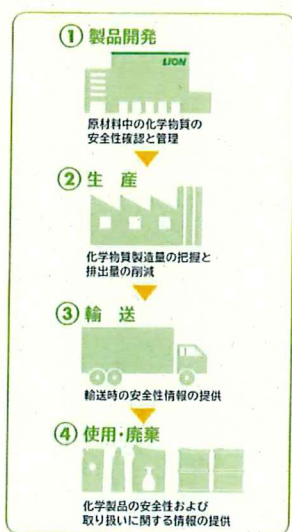 ① 製品開発
LION
原材料中の化学物質の
安全性確認と管理
② 生 産
化学物質製造量の把握と
排出量の削減
③ 輸 送
輸送時の安全性情報の提供
④ 使用・廃棄
化学製品の安全性および
取り扱いに関する情報の提供